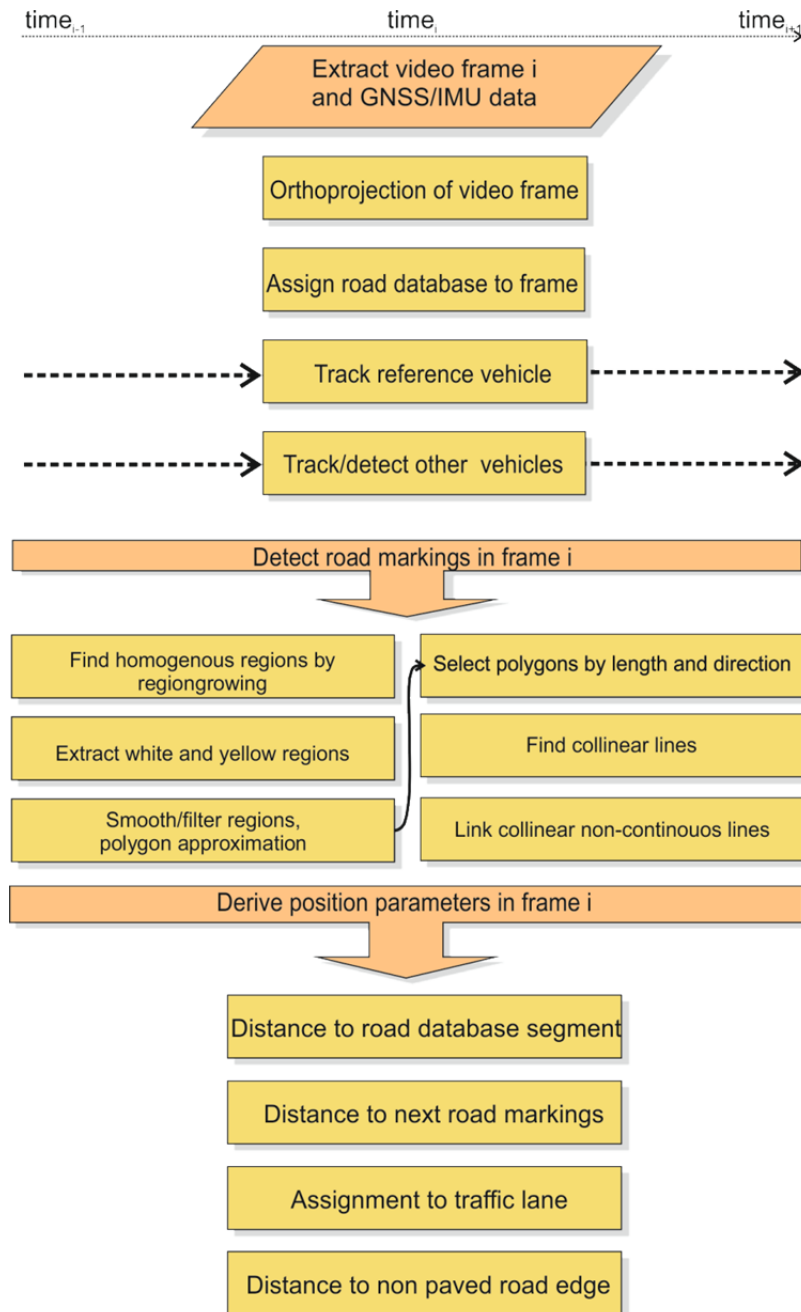 time i-1 time i time i+1
Extract video frame i
and GNSS/IMU data
Orthoprojection of video frame
Assign road database to frame
Track reference vehicle
Track/detect other vehicles
Detect road markings in frame i
Find homogenous regions by
regiongrowing
Extract white and yellow regions
Smooth/filter regions,
polygon approximation
Select polygons by length and direction
Find collinear lines
Link collinear non-continouos lines
Derive position parameters in frame i
Distance to road database segment
Distance to next road markings
Assignment to traffic lane
Distance to non paved road edge